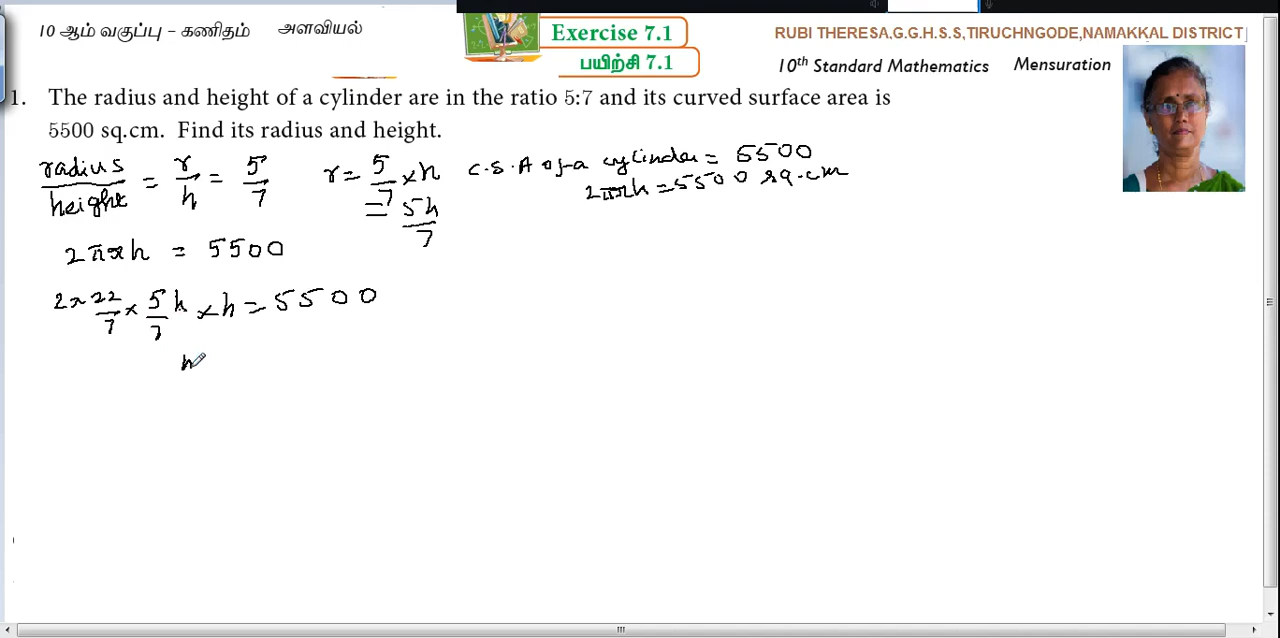 10 ஆம் வகுப்பு – கணிதம் அளவியல்
Exercise 7.1
பயிற்சி 7.1
RUBI THERESA,G.G.H.S.S,TIRUCHNGODE,NAMAKKAL DISTRICT
10th Standard Mathematics Mensuration
1. The radius and height of a cylinder are in the ratio 5:7 and its curved surface area is
5500 sq.cm. Find its radius and height.
radius/height = r/h = 5/7
r = 5/7 × h
= 5h/7
C.S.A of a cylinder = 5500
2πrh = 5500 sq.cm
2πrh = 5500
2 × 22/7 × 5/7 h × h = 5500
h